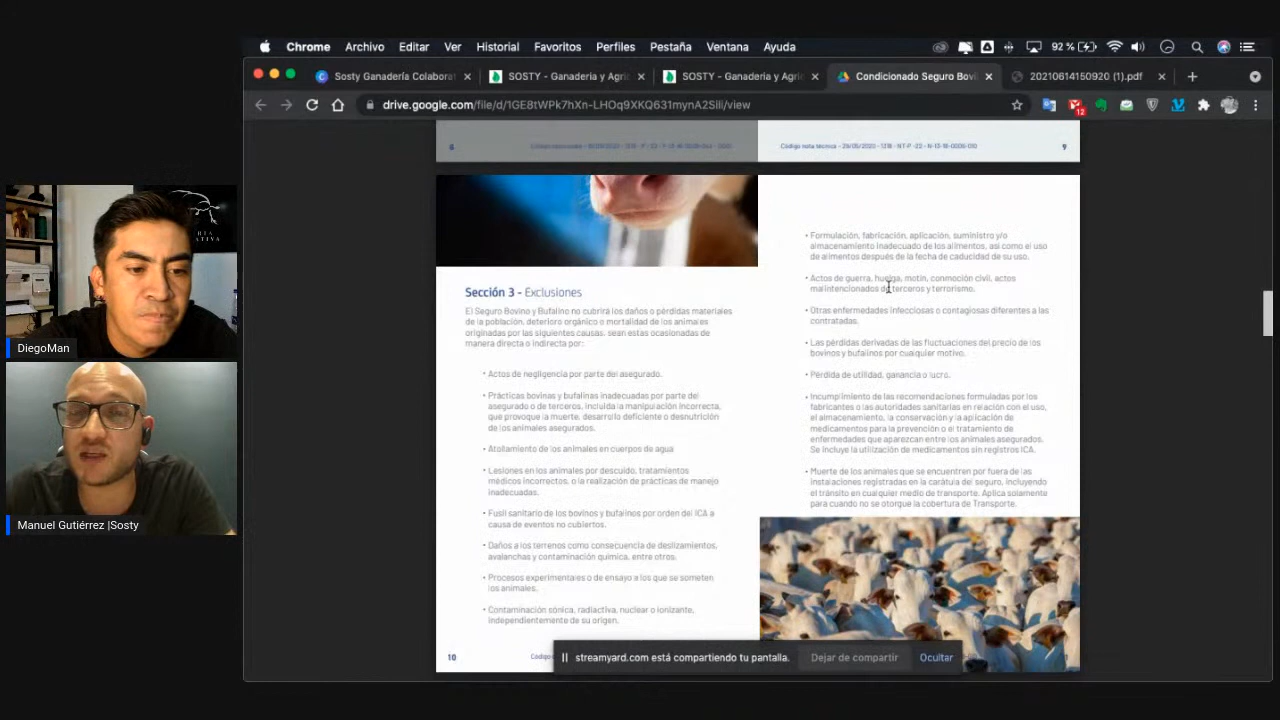 Chrome Archivo Editar Ver Historial Favoritos Perfiles Pestaña Ventana Ayuda
92 %
Sosty Ganadería Colaborat
SOSTY - Ganaderia y Agri
SOSTY - Ganaderia y Agri
Condicionado Seguro Bovi
20210614150920 (1).pdf
drive.google.com/file/d/1GE8tWPk7hXn-LHOq9XKQ631mynA2Sili/view
12
9
Sección 3 - Exclusiones
El Seguro Bovino y Bufalino no cubrirá los daños o pérdidas materiales
de la población, deterioro orgánico o mortalidad de los animales
originadas por las siguientes causas, sean estas ocasionadas de
manera directa o indirecta por:
• Actos de negligencia por parte del asegurado.
• Prácticas bovinas y bufalinas inadecuadas por parte del
asegurado o de terceros, incluida la manipulación incorrecta,
que provoque la muerte, desarrollo deficiente o desnutrición
de los animales asegurados.
• Atollamiento de los animales en cuerpos de agua
• Lesiones en los animales por descuido, tratamientos
médicos incorrectos, o la realización de prácticas de manejo
inadecuadas.
• Fusil sanitario de los bovinos y bufalinos por orden del ICA a
causa de eventos no cubiertos.
• Daños a los terrenos como consecuencia de deslizamientos,
avalanchas y contaminación química, entre otros.
• Procesos experimentales o de ensayo a los que se someten
los animales.
• Contaminación sónica, radiactiva, nuclear o ionizante,
independientemente de su origen.
10
• Formulación, fabricación, aplicación, suministro y/o
almacenamiento inadecuado de los alimentos, así como el uso
de alimentos después de la fecha de caducidad de su uso.
• Actos de guerra, huelga, motín, conmoción civil, actos
malintencionados de terceros y terrorismo.
• Otras enfermedades infecciosas o contagiosas diferentes a las
contratadas.
• Las pérdidas derivadas de las fluctuaciones del precio de los
bovinos y bufalinos por cualquier motivo.
• Pérdida de utilidad, ganancia o lucro.
• Incumplimiento de las recomendaciones formuladas por los
fabricantes o las autoridades sanitarias en relación con el uso,
el almacenamiento, la conservación y la aplicación de
medicamentos para la prevención o el tratamiento de
enfermedades que aparezcan entre los animales asegurados.
Se incluye la utilización de medicamentos sin registros ICA.
• Muerte de los animales que se encuentren por fuera de las
instalaciones registradas en la carátula del seguro, incluyendo
el tránsito en cualquier medio de transporte. Aplica solamente
para cuando no se otorgue la cobertura de Transporte.
streamyard.com está compartiendo tu pantalla. Dejar de compartir Ocultar
DiegoMan
Manuel Gutiérrez |Sosty